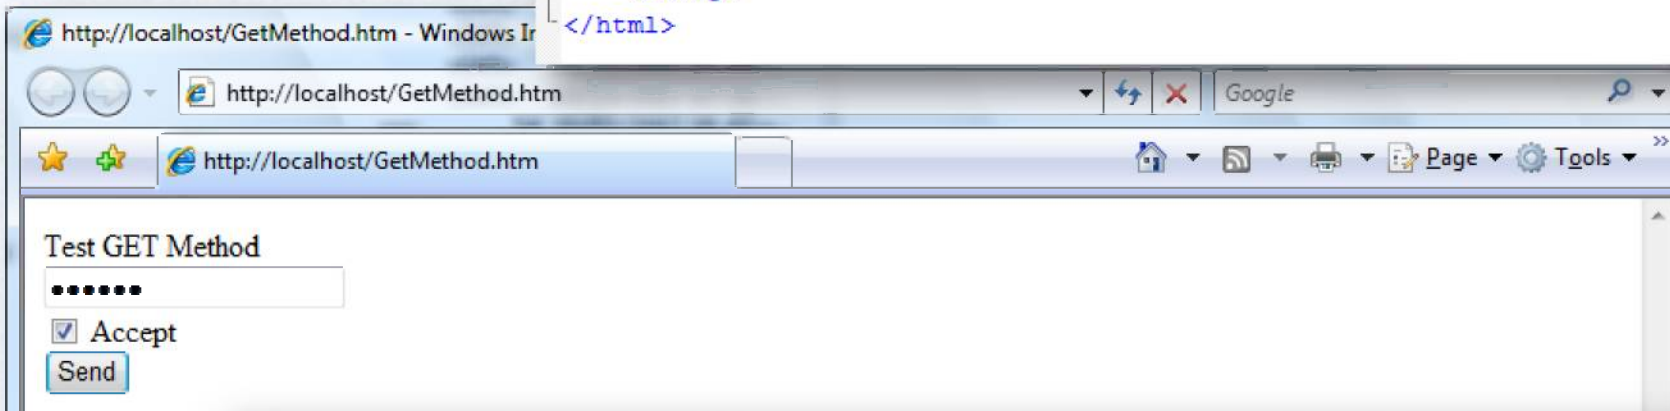 </html>
http://localhost/GetMethod.htm - Windows
http://localhost/GetMethod.htm
Google
http://localhost/GetMethod.htm
Page
Tools
Test GET Method
••••••
Accept
Send